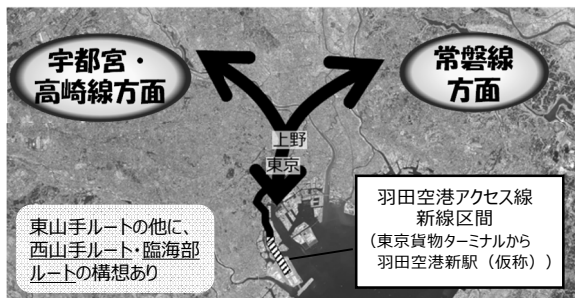 宇都宮・
高崎線方面
常磐線
方面
上野
東京
東山手ルートの他に、
西山手ルート・臨海部
ルートの構想あり
羽田空港アクセス線
新線区間
(東京貨物ターミナルから
羽田空港新駅（仮称）)